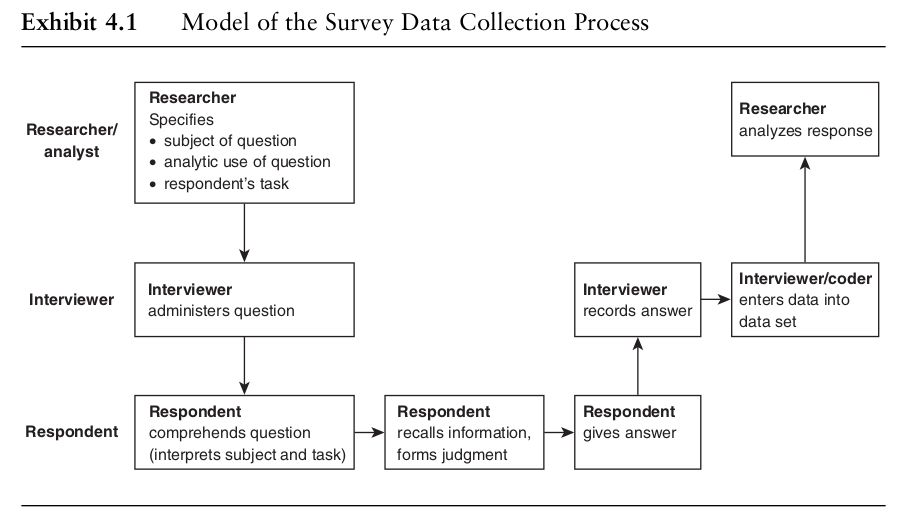 Exhibit 4.1 Model of the Survey Data Collection Process
Researcher/
analyst
Researcher
Specifies
• subject of question
• analytic use of question
• respondent's task
Researcher
analyzes response
Interviewer
Interviewer
administers question
Interviewer
records answer
Interviewer/coder
enters data into
data set
Respondent
Respondent
comprehends question
(interprets subject and task)
Respondent
recalls information,
forms judgment
Respondent
gives answer